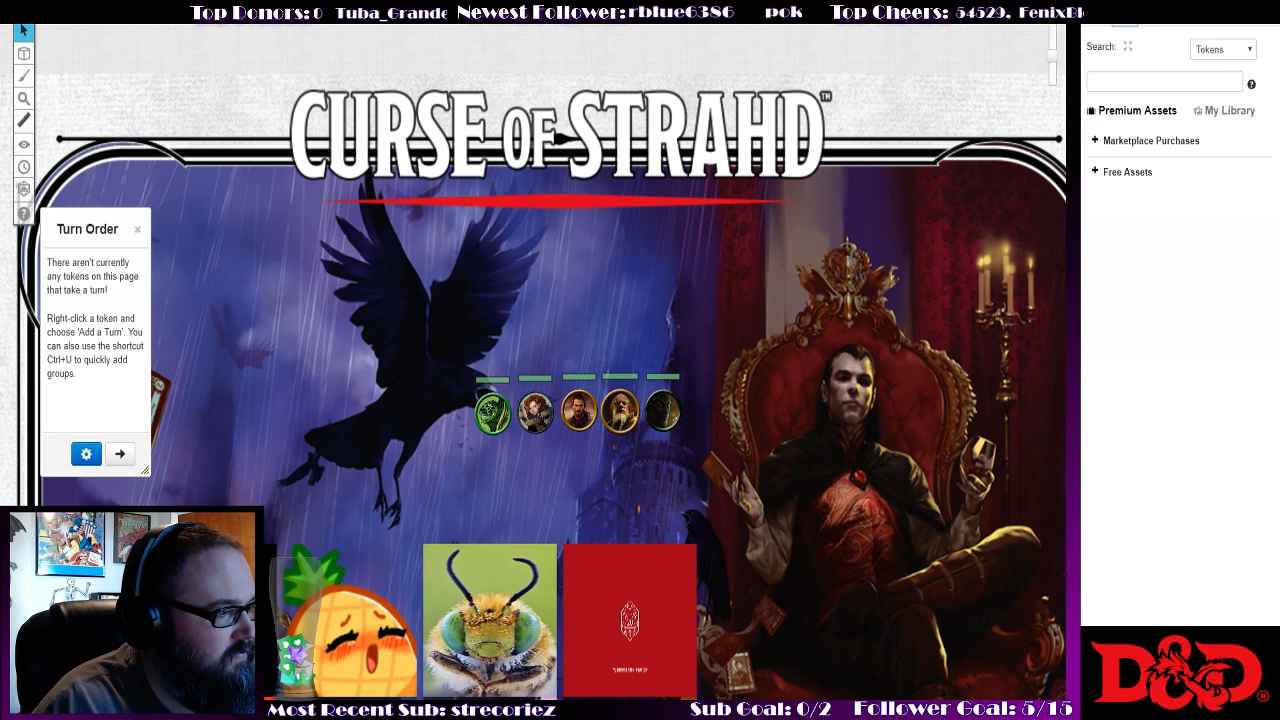 Top Donors: 0 Tuba_Grande Newest Follower: rblue6386 pok Top Cheers: 54529, FenixBl
Search:
Tokens
Premium Assets My Library
Marketplace Purchases
Free Assets
CURSE OF STRAHD™
Turn Order ×
There aren't currently
any tokens on this page
that take a turn!
Right-click a token and
choose 'Add a Turn'. You
can also use the shortcut
Ctrl+U to quickly add
groups.
D&D®
Most Recent Sub: strecoriez Sub Goal: 0/2 Follower Goal: 5/15